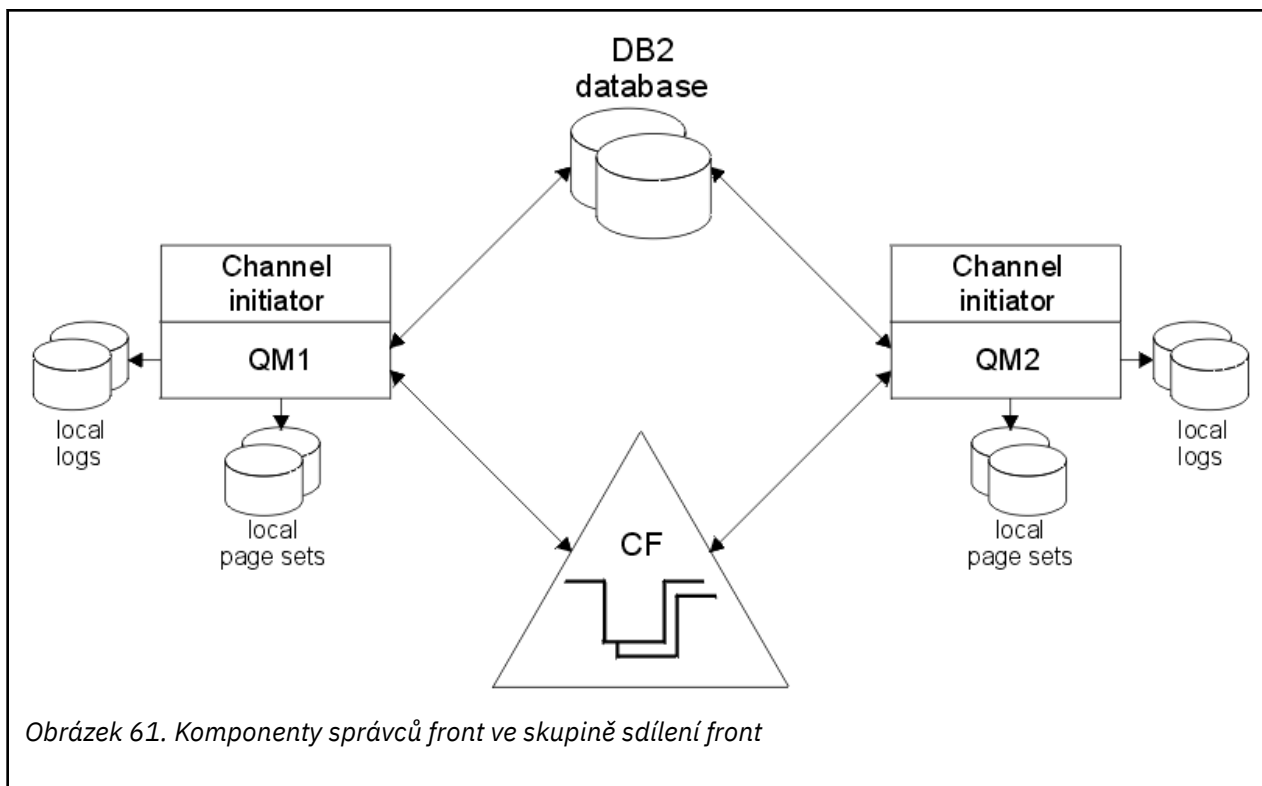 DB2
database
Channel
initiator
QM1
local
logs
local
page sets
Channel
initiator
QM2
local
logs
local
page sets
CF
Obrázek 61. Komponenty správců front ve skupině sdílení front